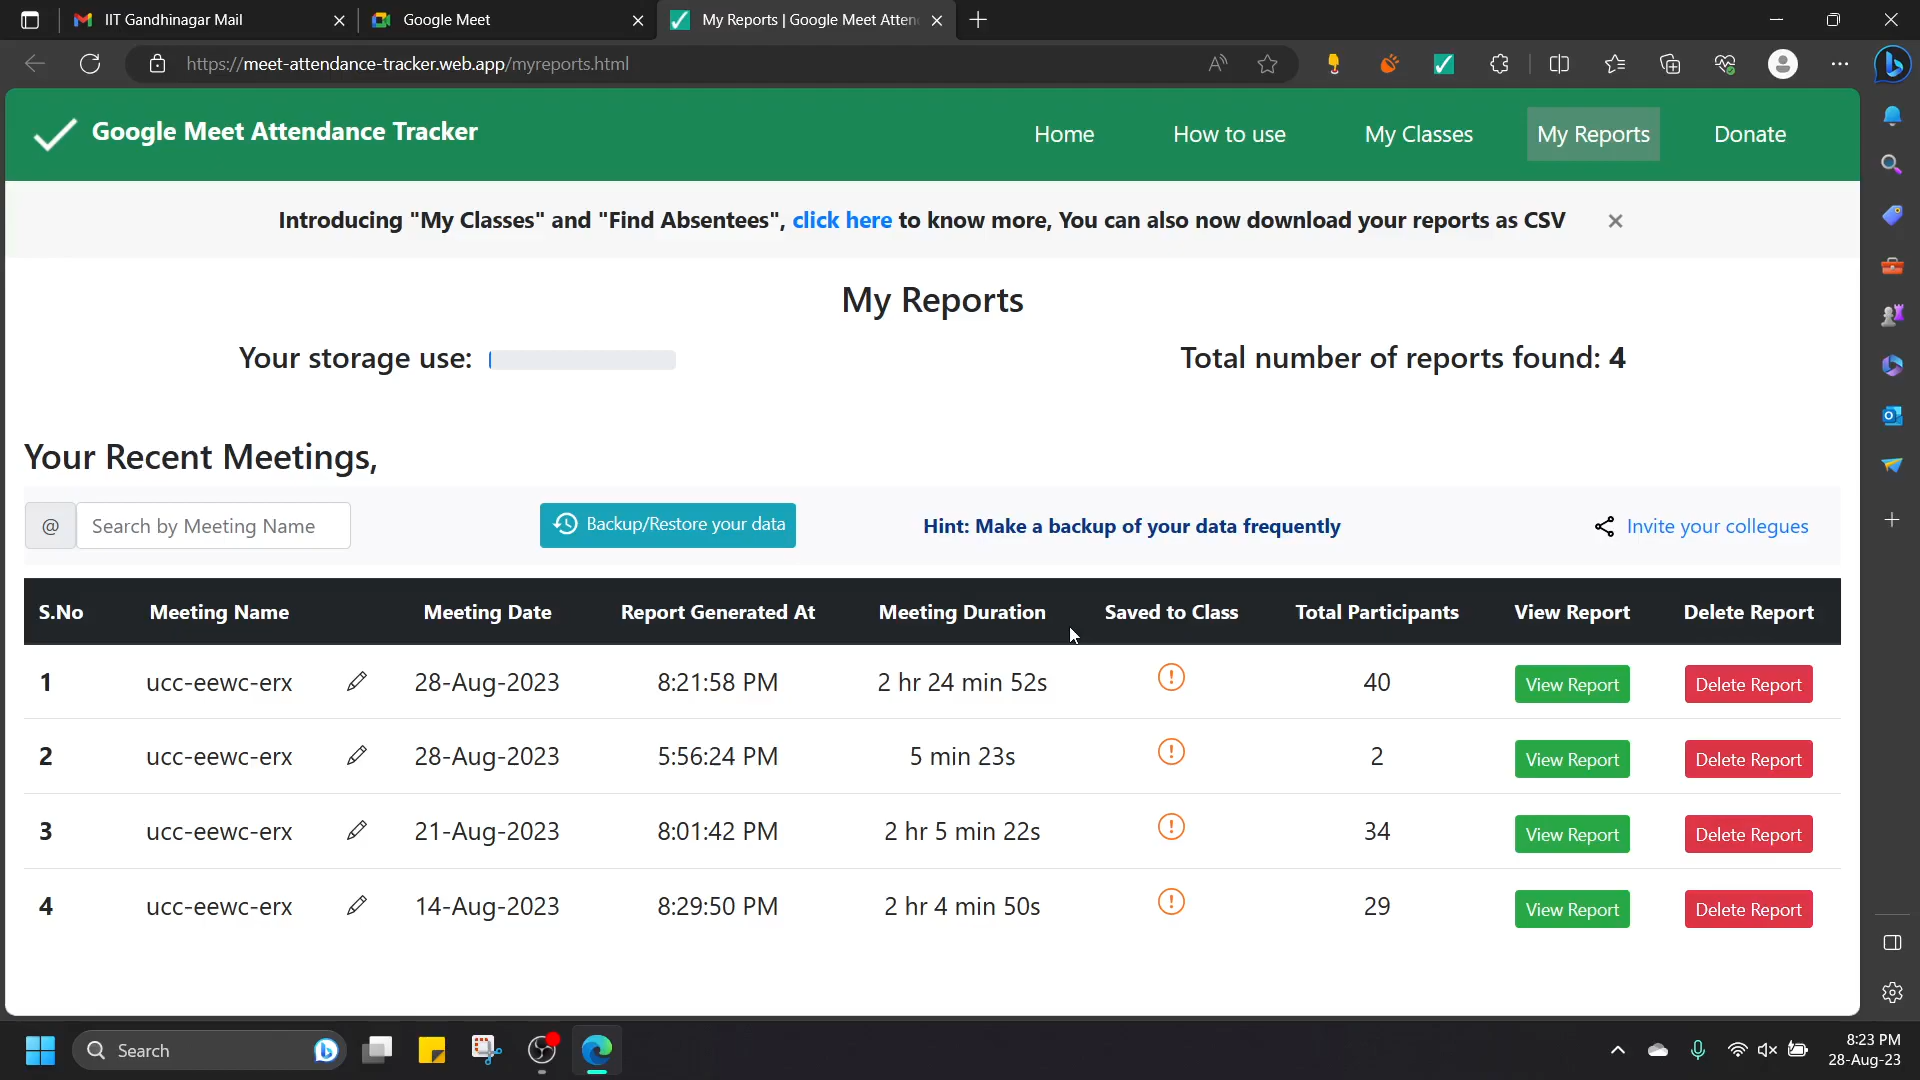 IIT Gandhinagar Mail
Google Meet
My Reports | Google Meet Atten
https://meet-attendance-tracker.web.app/myreports.html
Google Meet Attendance Tracker
Home How to use My Classes My Reports Donate
Introducing "My Classes" and "Find Absentees", click here to know more, You can also now download your reports as CSV
My Reports
Your storage use: Total number of reports found: 4
Your Recent Meetings,
@ Search by Meeting Name Backup/Restore your data Hint: Make a backup of your data frequently Invite your collegues
S.No Meeting Name Meeting Date Report Generated At Meeting Duration Saved to Class Total Participants View Report Delete Report
1 ucc-eewc-erx 28-Aug-2023 8:21:58 PM 2 hr 24 min 52s 40 View Report Delete Report
2 ucc-eewc-erx 28-Aug-2023 5:56:24 PM 5 min 23s 2 View Report Delete Report
3 ucc-eewc-erx 21-Aug-2023 8:01:42 PM 2 hr 5 min 22s 34 View Report Delete Report
4 ucc-eewc-erx 14-Aug-2023 8:29:50 PM 2 hr 4 min 50s 29 View Report Delete Report
Search
8:23 PM
28-Aug-23